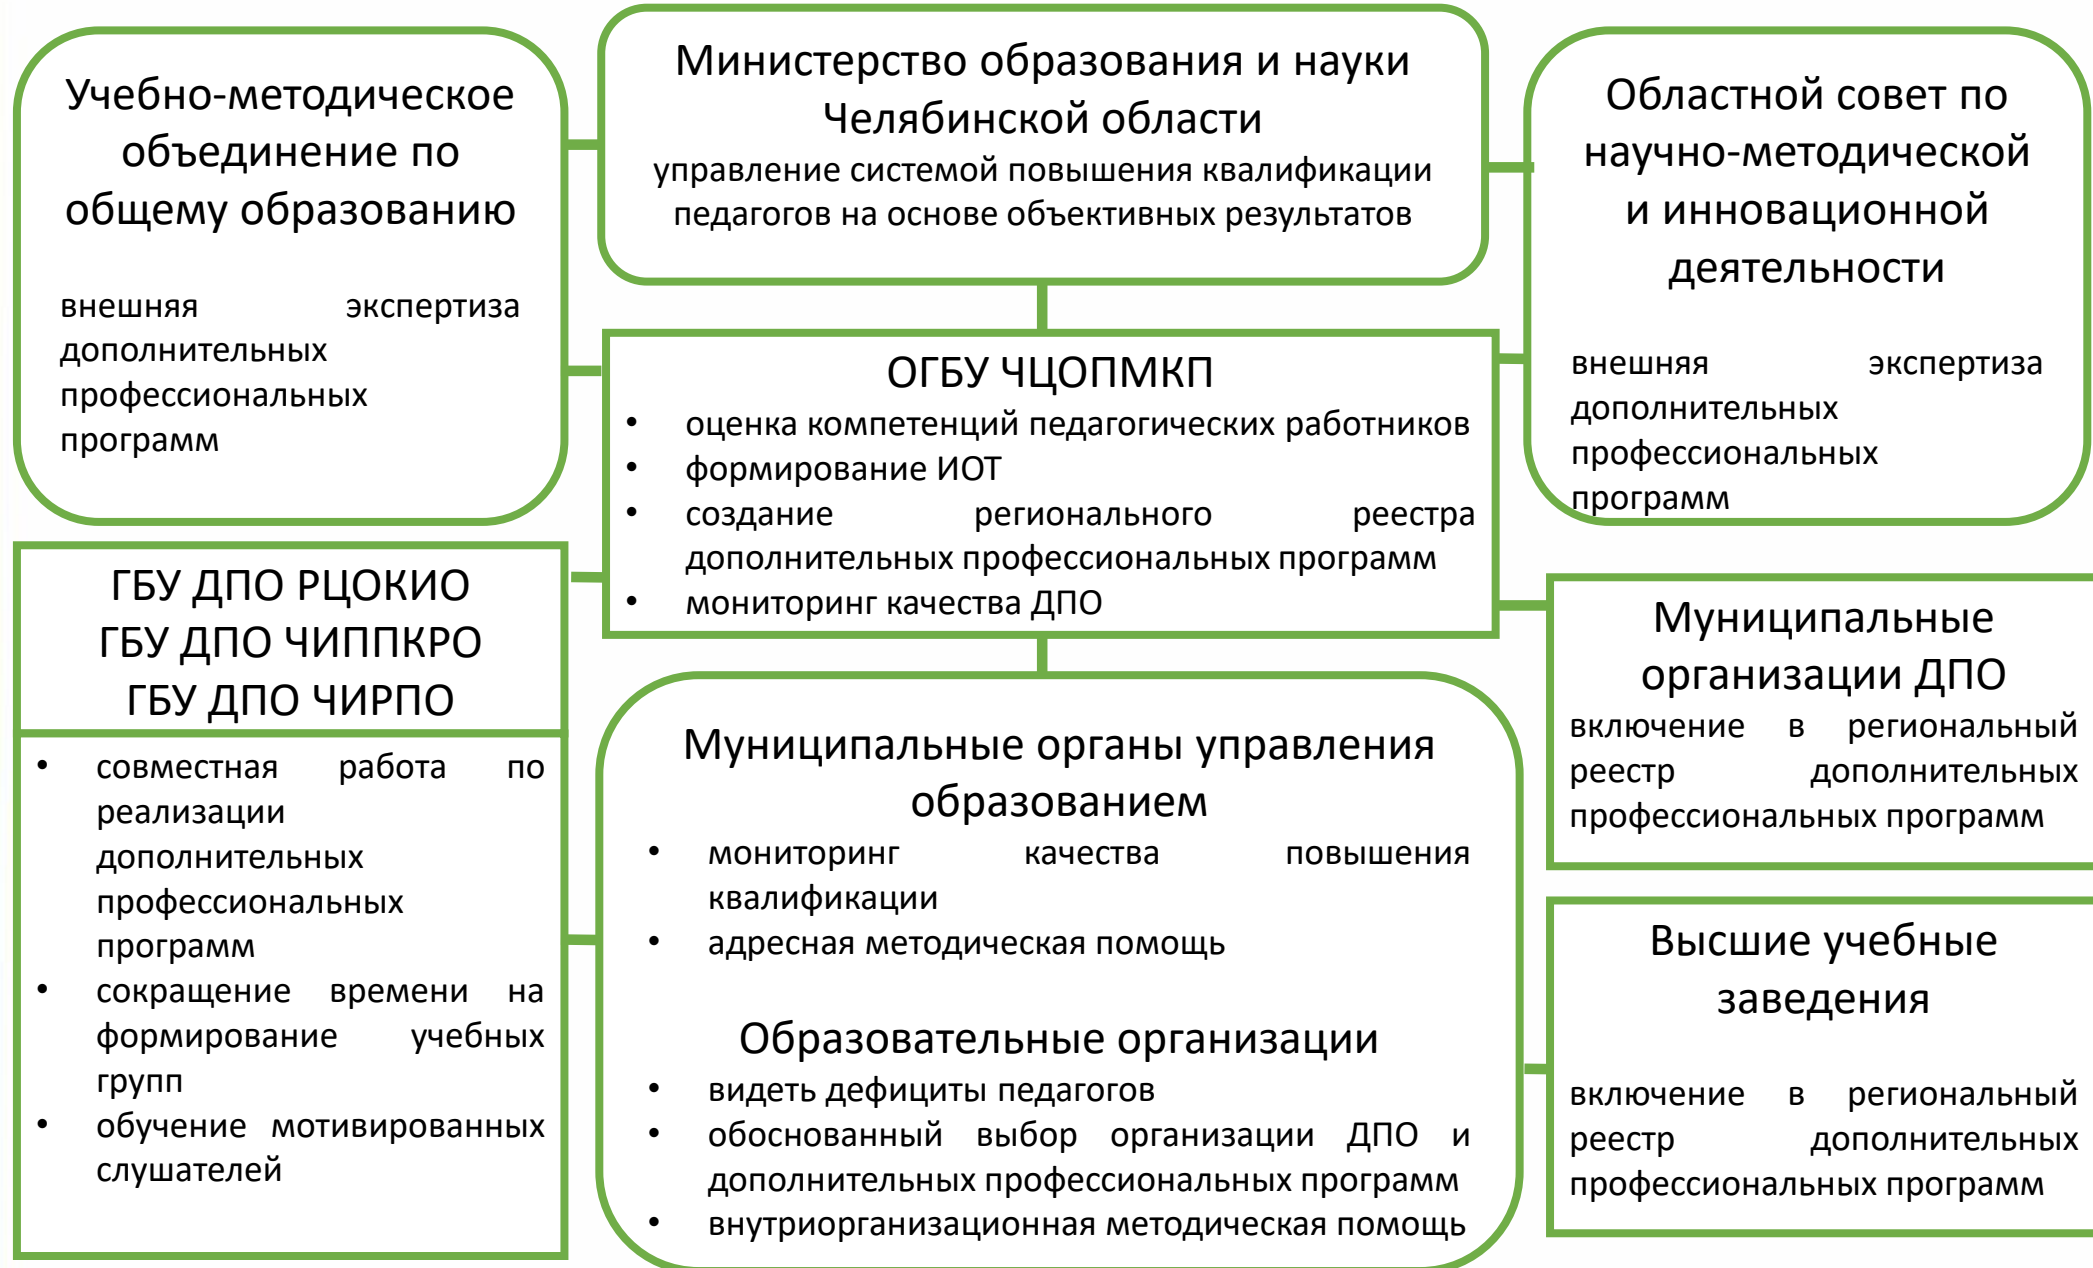 Учебно-методическое
объединение по
общему образованию
внешняя экспертиза
дополнительных
профессиональных
программ
Министерство образования и науки
Челябинской области
управление системой повышения квалификации
педагогов на основе объективных результатов
Областной совет по
научно-методической
и инновационной
деятельности
внешняя экспертиза
дополнительных
профессиональных
программ
ОГБУ ЧЦОПМКП
• оценка компетенций педагогических работников
• формирование ИОТ
• создание регионального реестра
дополнительных профессиональных программ
• мониторинг качества ДПО
ГБУ ДПО РЦОКИО
ГБУ ДПО ЧИППКРО
ГБУ ДПО ЧИРПО
• совместная работа по
реализации
дополнительных
профессиональных
программ
• сокращение времени на
формирование учебных
групп
• обучение мотивированных
слушателей
Муниципальные органы управления
образованием
• мониторинг качества повышения
квалификации
• адресная методическая помощь
Образовательные организации
• видеть дефициты педагогов
• обоснованный выбор организации ДПО и
дополнительных профессиональных программ
• внутриорганизационная методическая помощь
Муниципальные
организации ДПО
включение в региональный
реестр дополнительных
профессиональных программ
Высшие учебные
заведения
включение в региональный
реестр дополнительных
профессиональных программ